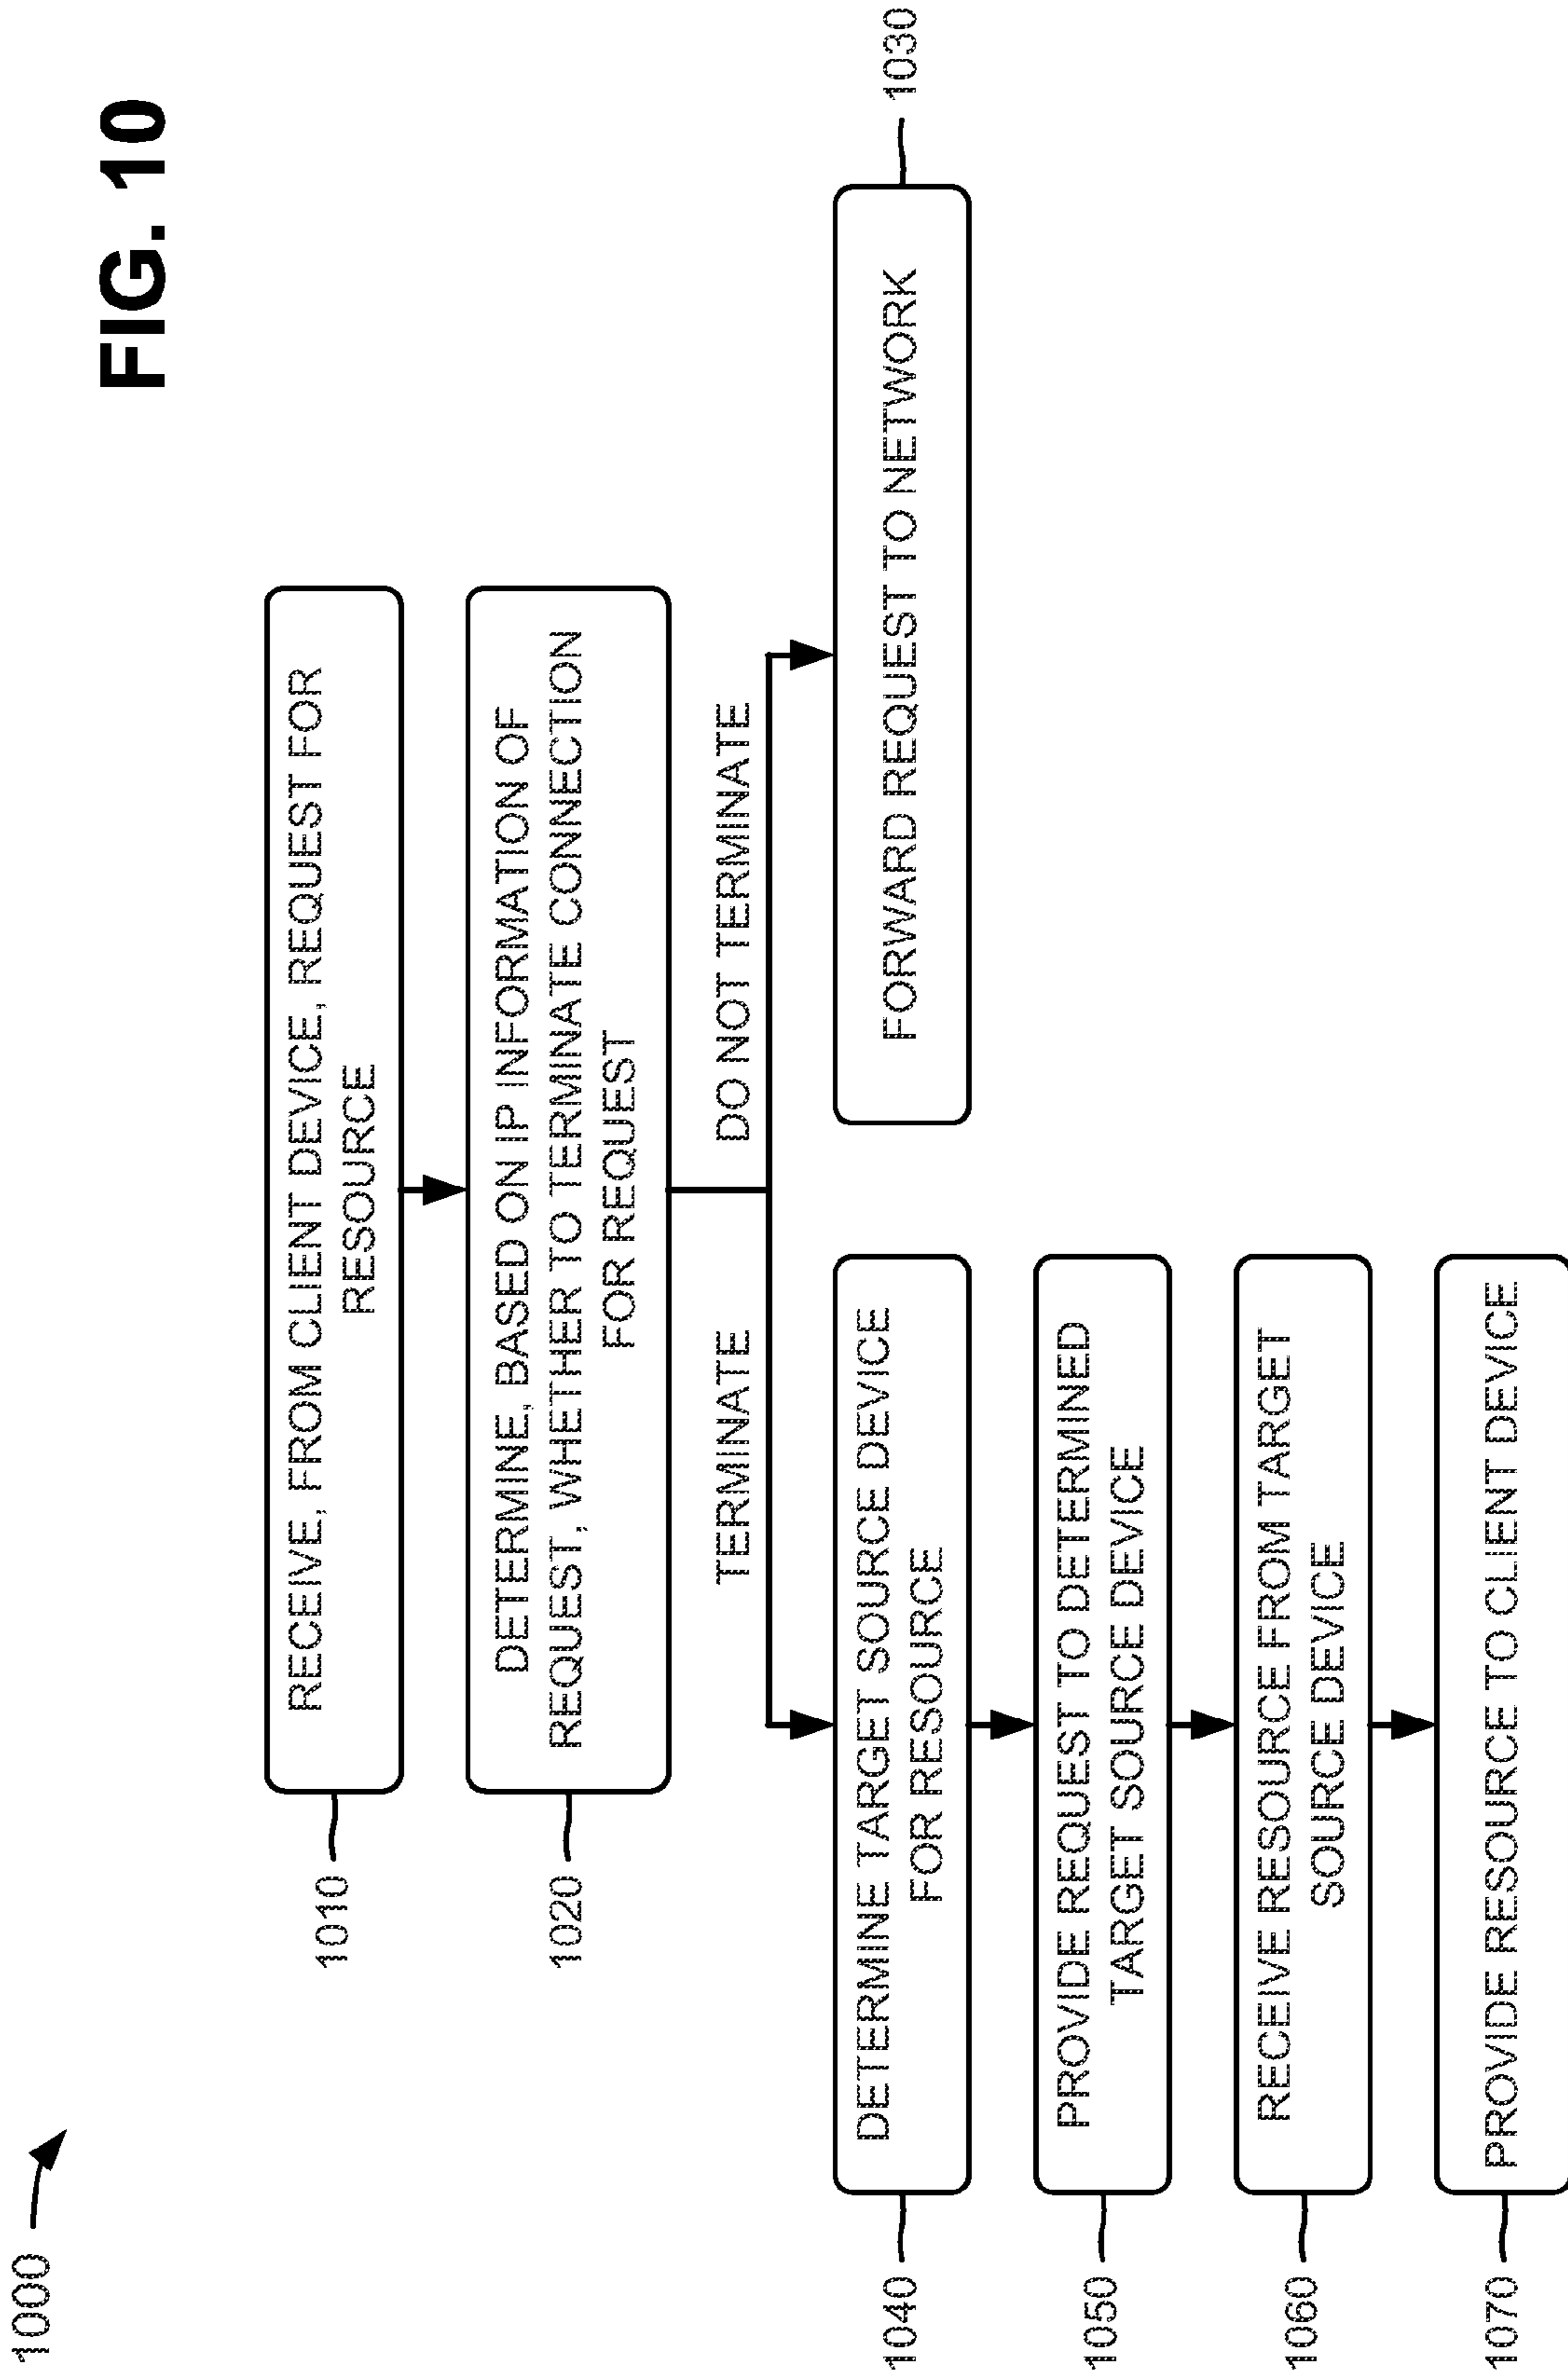 FIG. 10
1000
1010
RECEIVE, FROM CLIENT DEVICE, REQUEST FOR
RESOURCE
1020
DETERMINE, BASED ON IP INFORMATION OF
REQUEST, WHETHER TO TERMINATE CONNECTION
FOR REQUEST
TERMINATE
DO NOT TERMINATE
1040
DETERMINE TARGET SOURCE DEVICE
FOR RESOURCE
FORWARD REQUEST TO NETWORK
1030
1050
PROVIDE REQUEST TO DETERMINED
TARGET SOURCE DEVICE
1060
RECEIVE RESOURCE FROM TARGET
SOURCE DEVICE
1070
PROVIDE RESOURCE TO CLIENT DEVICE